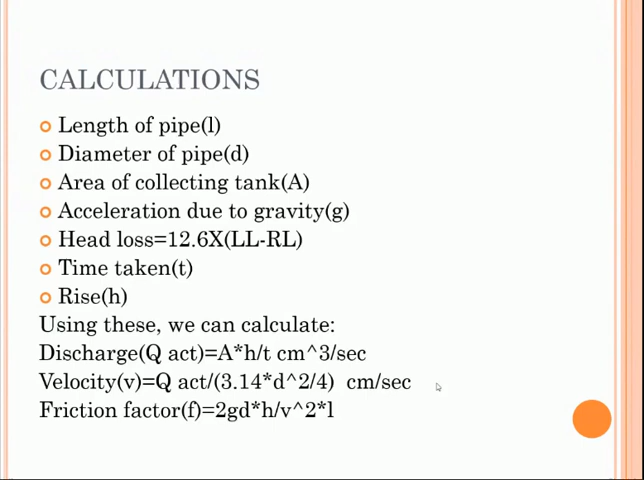 CALCULATIONS
Length of pipe(l)
Diameter of pipe(d)
Area of collecting tank(A)
Acceleration due to gravity(g)
Head loss=12.6X(LL-RL)
Time taken(t)
Rise(h)
Using these, we can calculate:
Discharge(Q act)=A*h/t cm^3/sec
Velocity(v)=Q act/(3.14*d^2/4)  cm/sec
Friction factor(f)=2gd*h/v^2*l